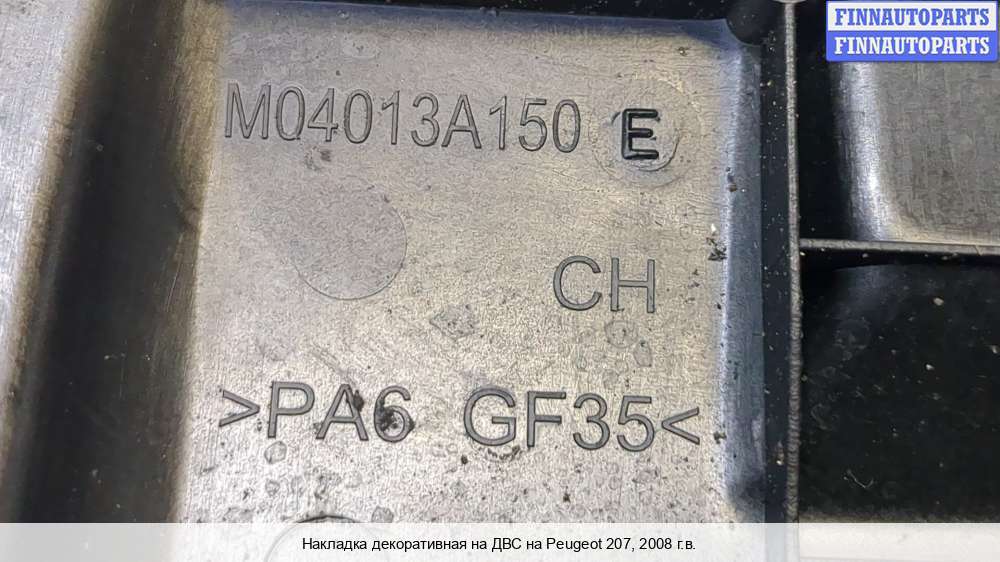 FINNAUTOPARTS
FINNAUTOPARTS
M04013A150 E
CH
>PA6 GF35<
Накладка декоративная на ДВС на Peugeot 207, 2008 г.в.